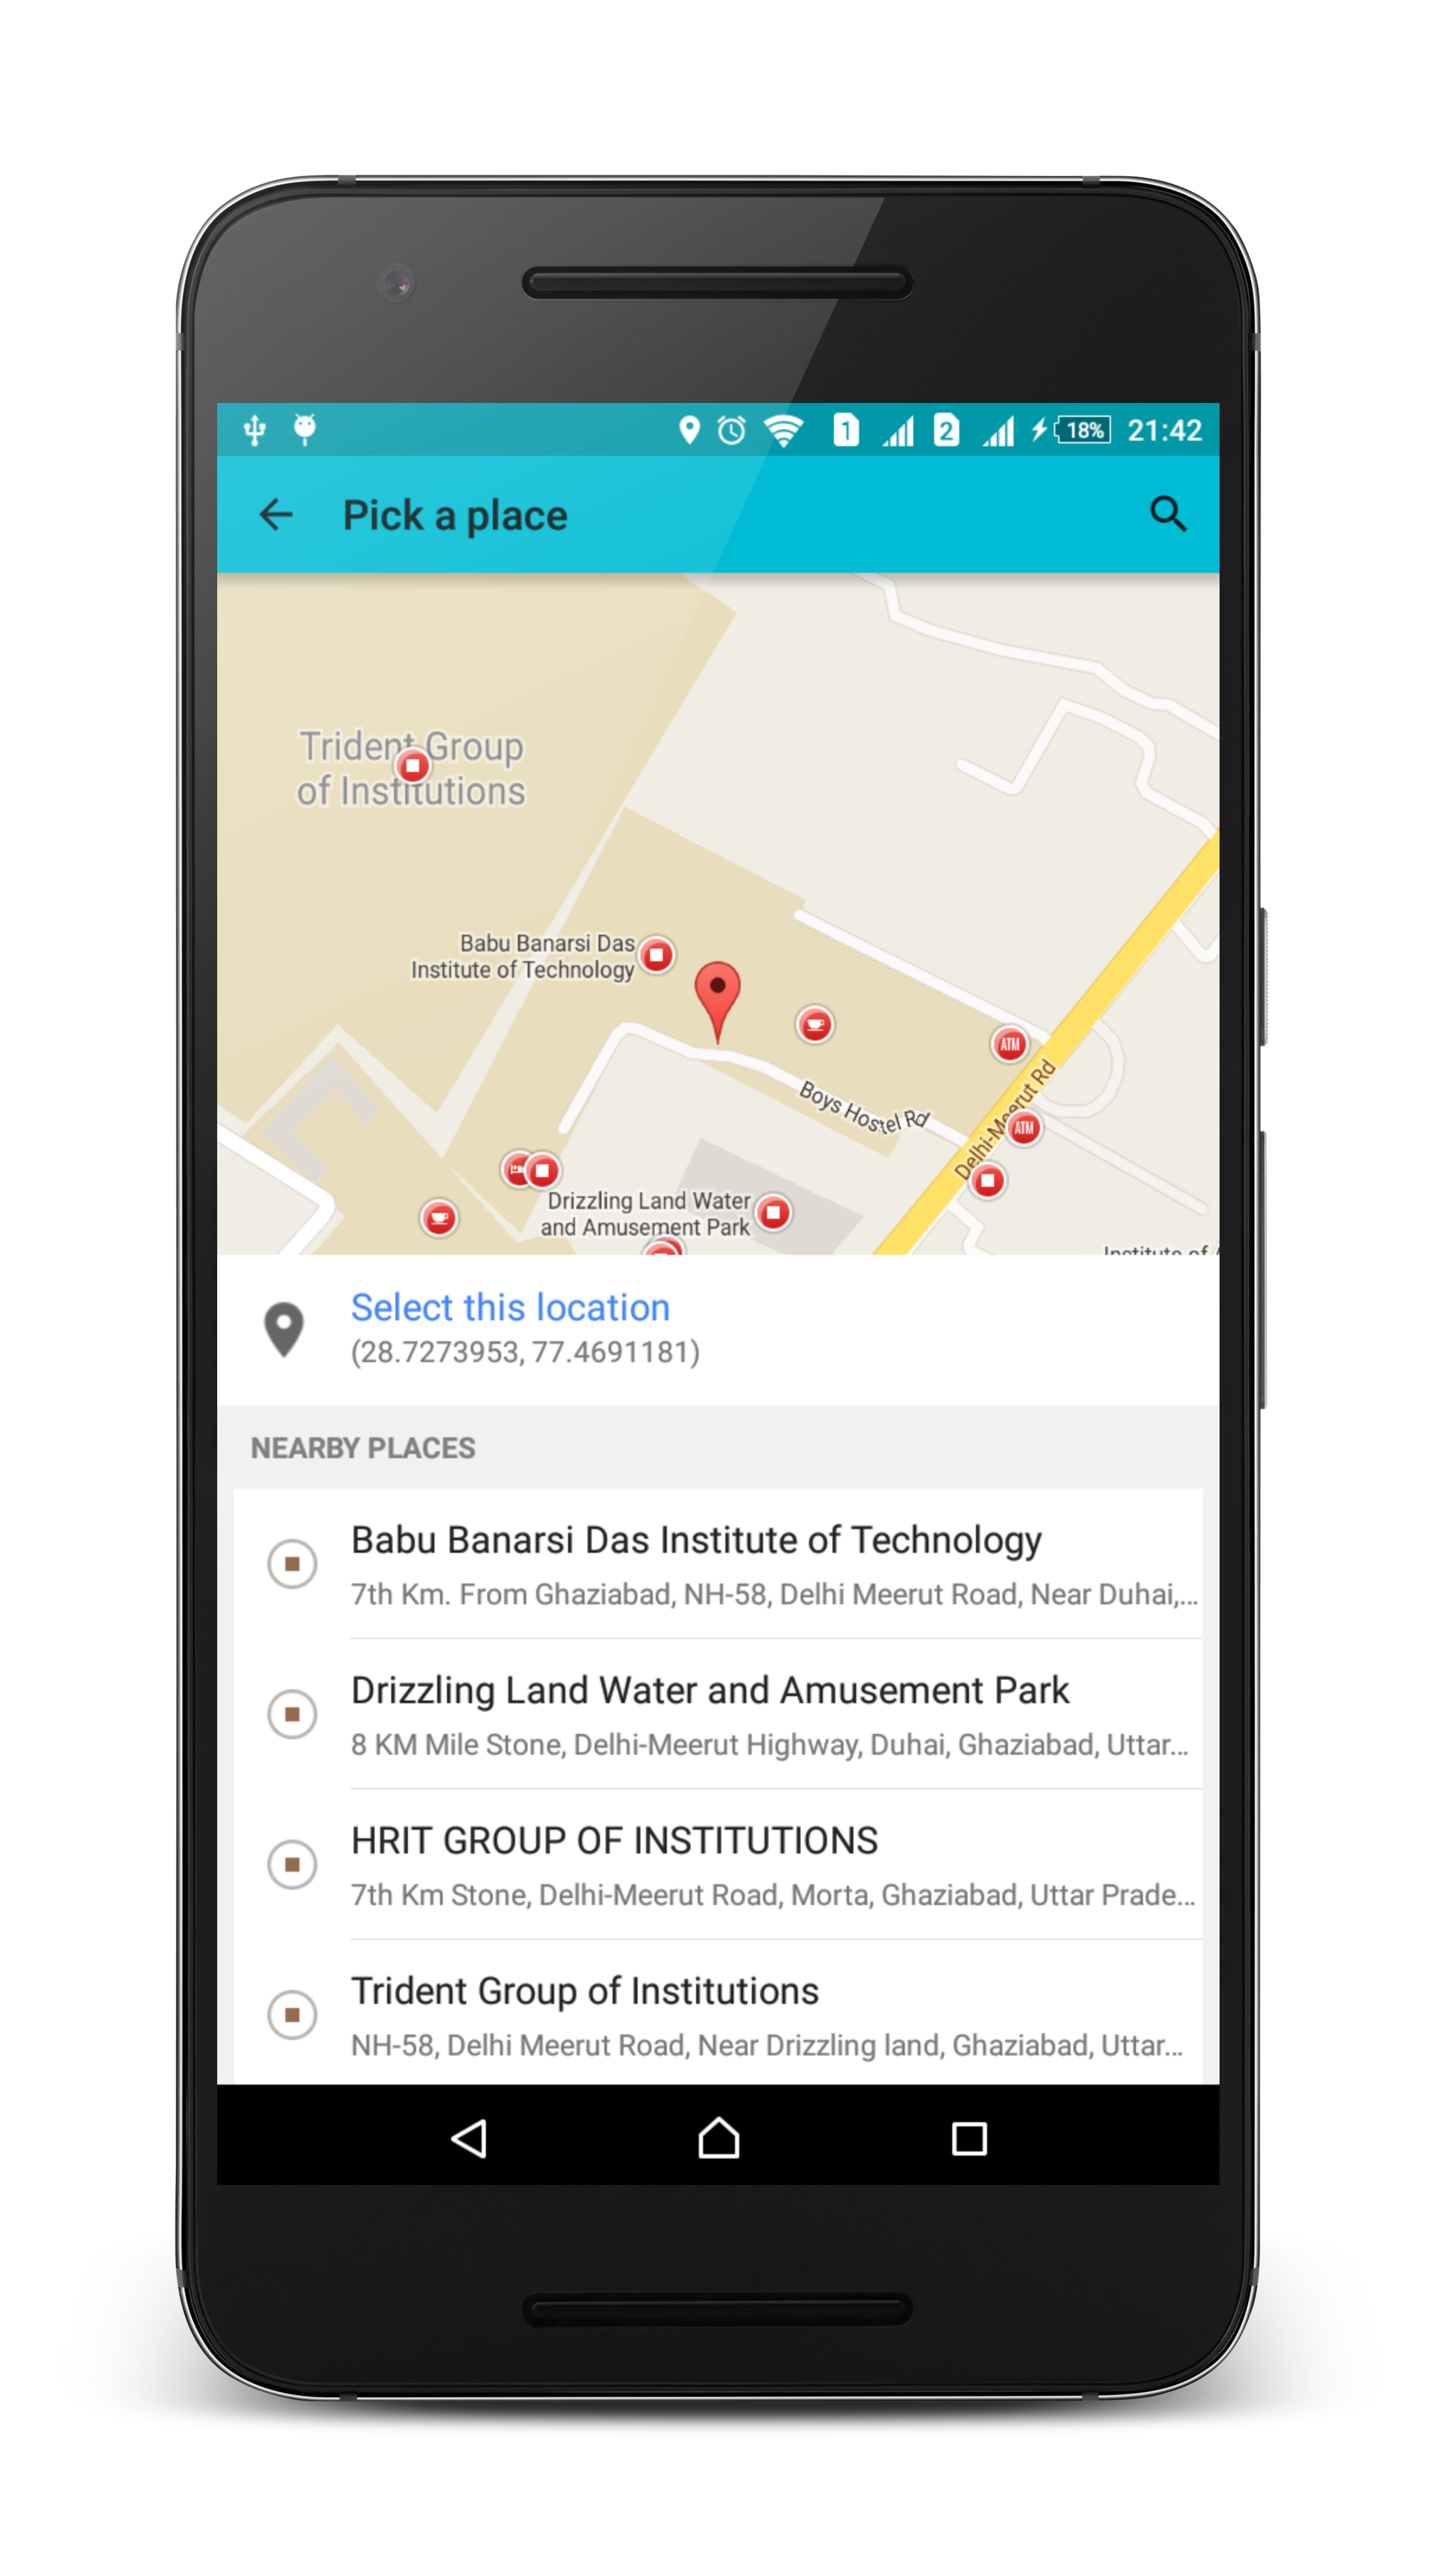 1
2
18%
21:42
Pick a place
Trident Group
of Institutions
Babu Banarsi Das
Institute of Technology
ATM
Boys Hostel Rd
Delhi-Meerut Rd
ATM
Drizzling Land Water
and Amusement Park
Institute of
Select this location
(28.7273953, 77.4691181)
NEARBY PLACES
Babu Banarsi Das Institute of Technology
7th Km. From Ghaziabad, NH-58, Delhi Meerut Road, Near Duhai,...
Drizzling Land Water and Amusement Park
8 KM Mile Stone, Delhi-Meerut Highway, Duhai, Ghaziabad, Uttar...
HRIT GROUP OF INSTITUTIONS
7th Km Stone, Delhi-Meerut Road, Morta, Ghaziabad, Uttar Prade...
Trident Group of Institutions
NH-58, Delhi Meerut Road, Near Drizzling land, Ghaziabad, Uttar...